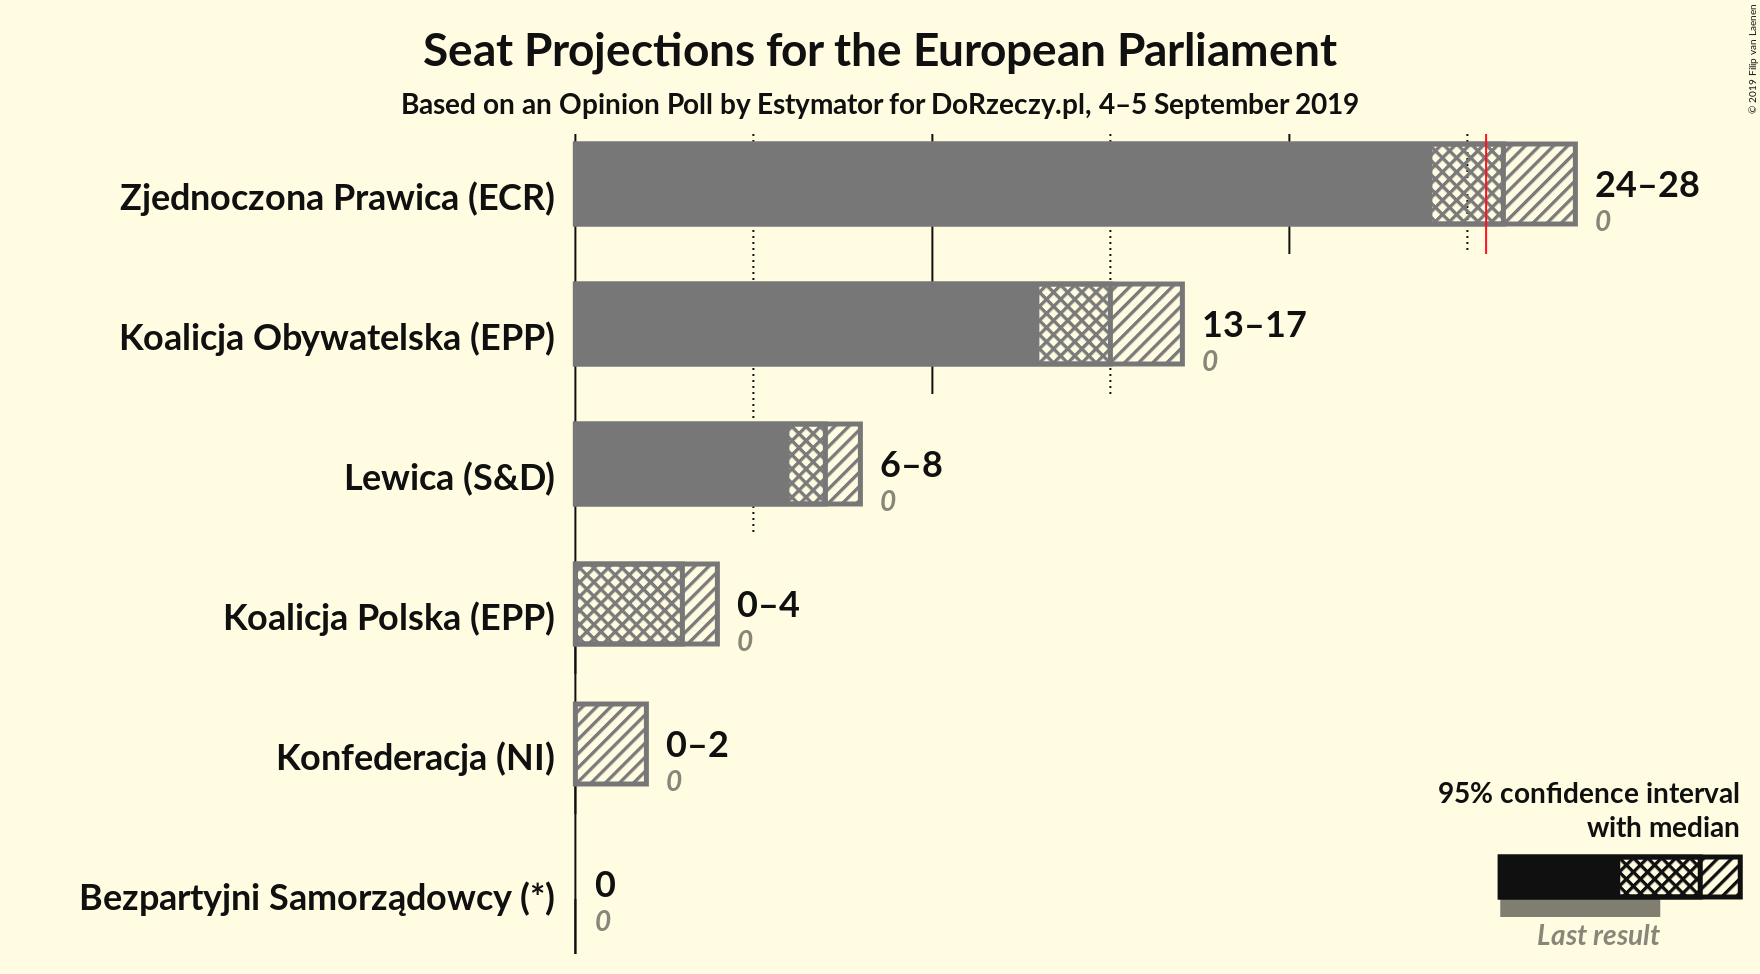 Seat Projections for the European Parliament
Based on an Opinion Poll by Estymator for DoRzeczy.pl, 4–5 September 2019
© 2019 Filip van Laenen
Zjednoczona Prawica (ECR)
24–28
0
Koalicja Obywatelska (EPP)
13–17
0
Lewica (S&D)
6–8
0
Koalicja Polska (EPP)
0–4
0
Konfederacja (NI)
0–2
0
Bezpartyjni Samorządowcy (*)
0
0
95% confidence interval
with median
Last result